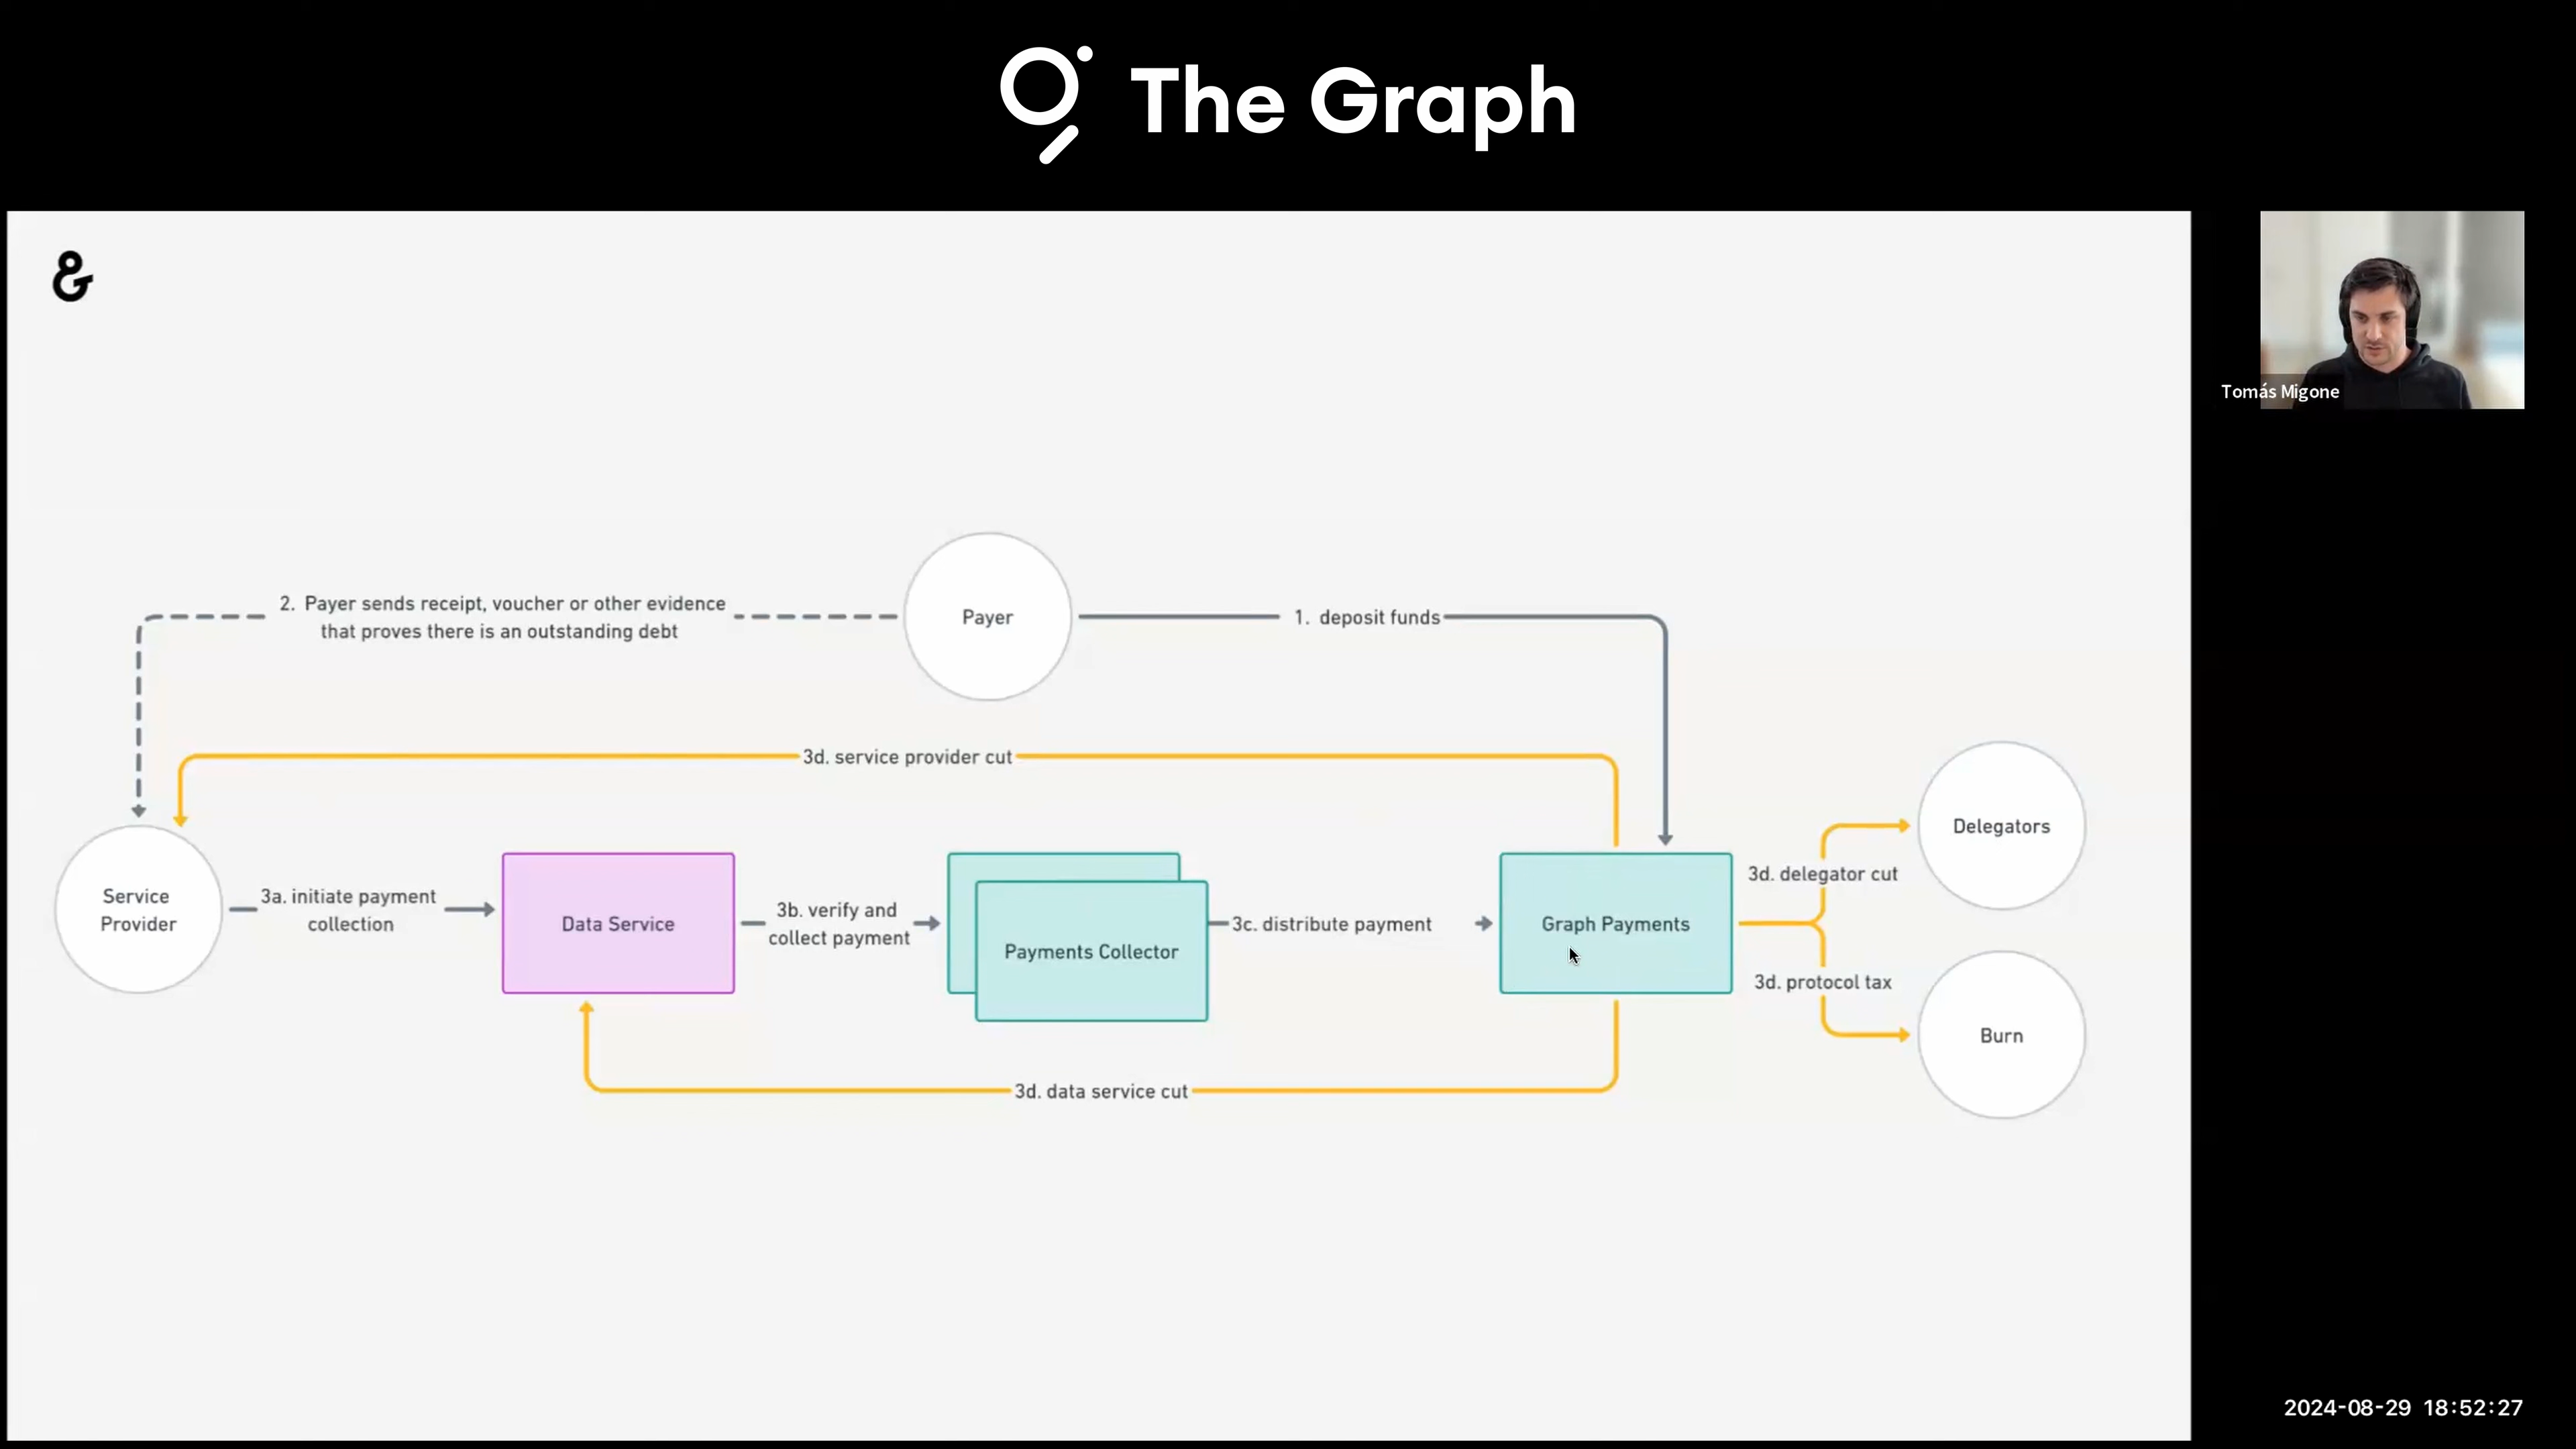 The Graph
&
Tomás Migone
2. Payer sends receipt, voucher or other evidence
that proves there is an outstanding debt
Payer
1. deposit funds
3d. service provider cut
Service
Provider
3a. initiate payment
collection
Data Service
3b. verify and
collect payment
Payments Collector
3c. distribute payment
Graph Payments
3d. delegator cut
Delegators
3d. protocol tax
Burn
3d. data service cut
2024-08-29 18:52:27